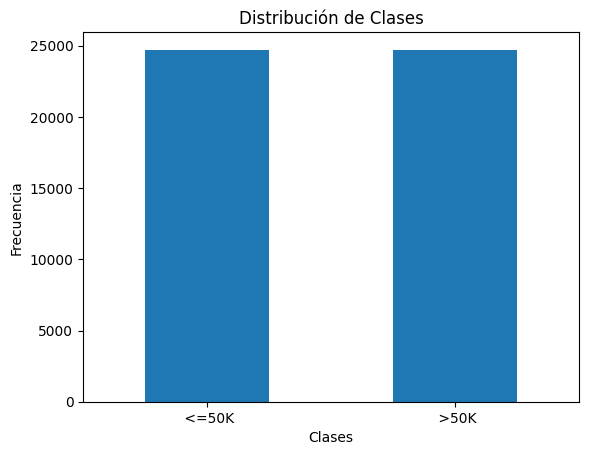 Distribución de Clases
Frecuencia
25000
20000
15000
10000
5000
0
<=50K
>50K
Clases